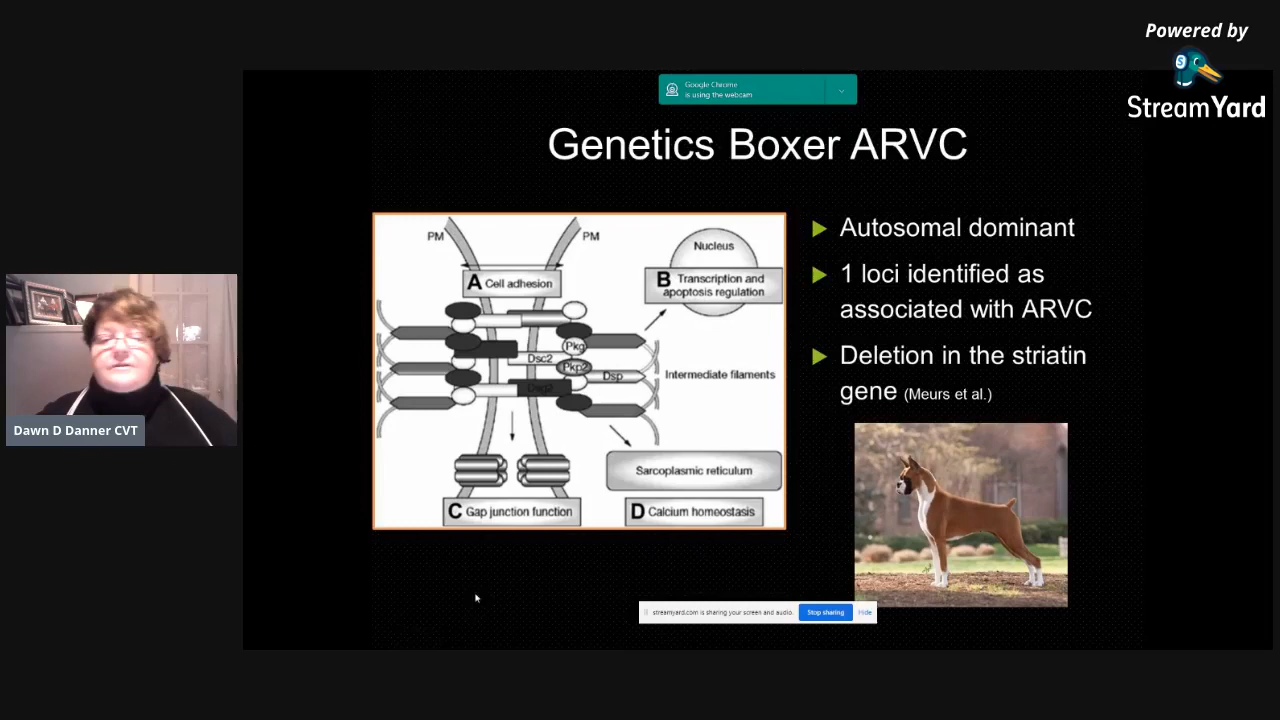 Powered by
StreamYard
Google Chrome
is using the webcam
Genetics Boxer ARVC
PM
PM
Nucleus
A Cell adhesion
B Transcription and
apoptosis regulation
Pkg
Dsc2
Pkp2
Dsp
Dsg2
Intermediate filaments
Sarcoplasmic reticulum
C Gap junction function
D Calcium homeostasis
Autosomal dominant
1 loci identified as
associated with ARVC
Deletion in the striatin
gene (Meurs et al.)
Dawn D Danner CVT
streamyard.com is sharing your screen and audio.
Stop sharing
Hide